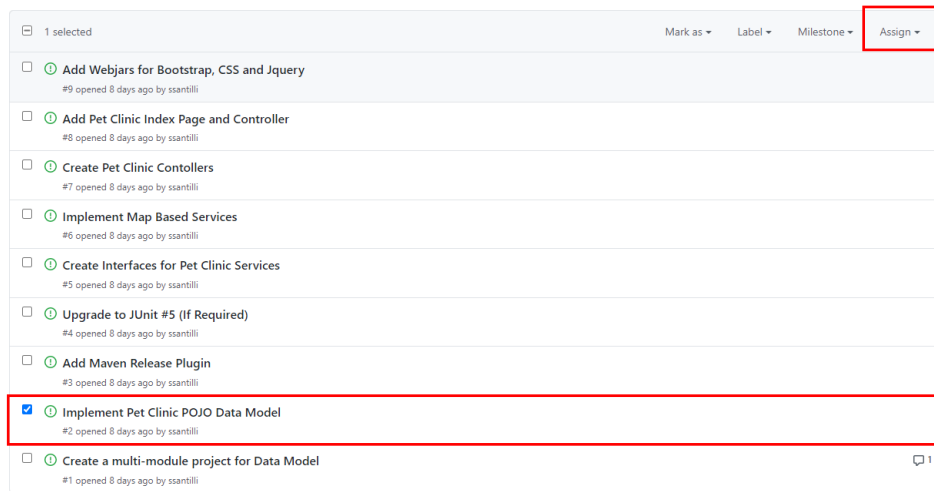 1 selected Mark as Label Milestone Assign
Add Webjars for Bootstrap, CSS and Jquery
#9 opened 8 days ago by ssantilli
Add Pet Clinic Index Page and Controller
#8 opened 8 days ago by ssantilli
Create Pet Clinic Contollers
#7 opened 8 days ago by ssantilli
Implement Map Based Services
#6 opened 8 days ago by ssantilli
Create Interfaces for Pet Clinic Services
#5 opened 8 days ago by ssantilli
Upgrade to JUnit #5 (If Required)
#4 opened 8 days ago by ssantilli
Add Maven Release Plugin
#3 opened 8 days ago by ssantilli
Implement Pet Clinic POJO Data Model
#2 opened 8 days ago by ssantilli
Create a multi-module project for Data Model 1
#1 opened 8 days ago by ssantilli